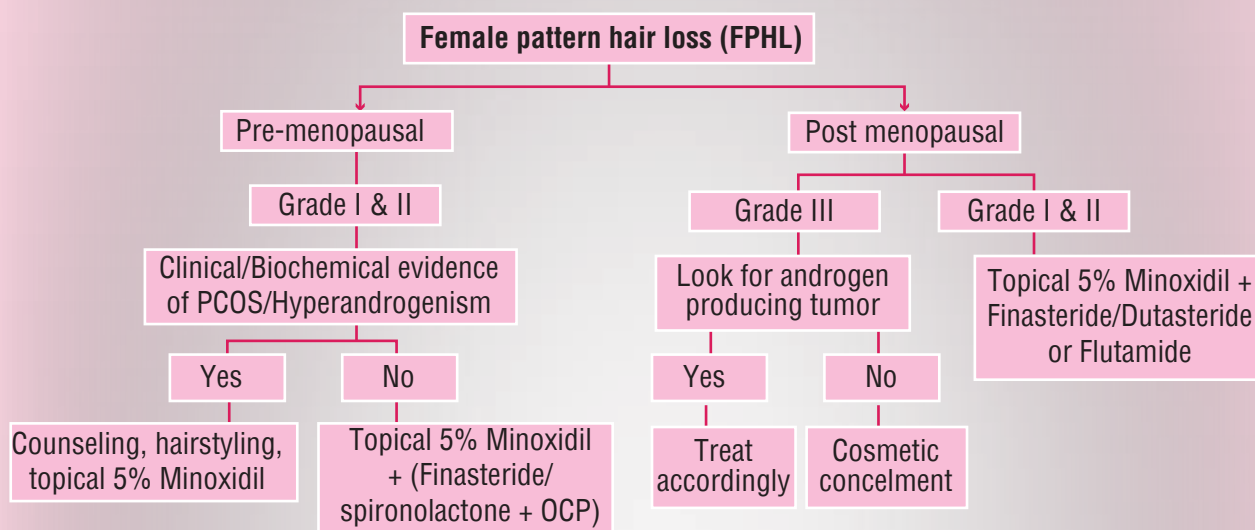 Female pattern hair loss (FPHL)
Pre-menopausal
Post menopausal
Grade I & II
Grade III
Grade I & II
Clinical/Biochemical evidence
of PCOS/Hyperandrogenism
Look for androgen
producing tumor
Topical 5% Minoxidil +
Finasteride/Dutasteride
or Flutamide
Yes
No
Yes
No
Counseling, hairstyling,
topical 5% Minoxidil
Topical 5% Minoxidil
+ (Finasteride/
spironolactone + OCP)
Treat
accordingly
Cosmetic
concelment